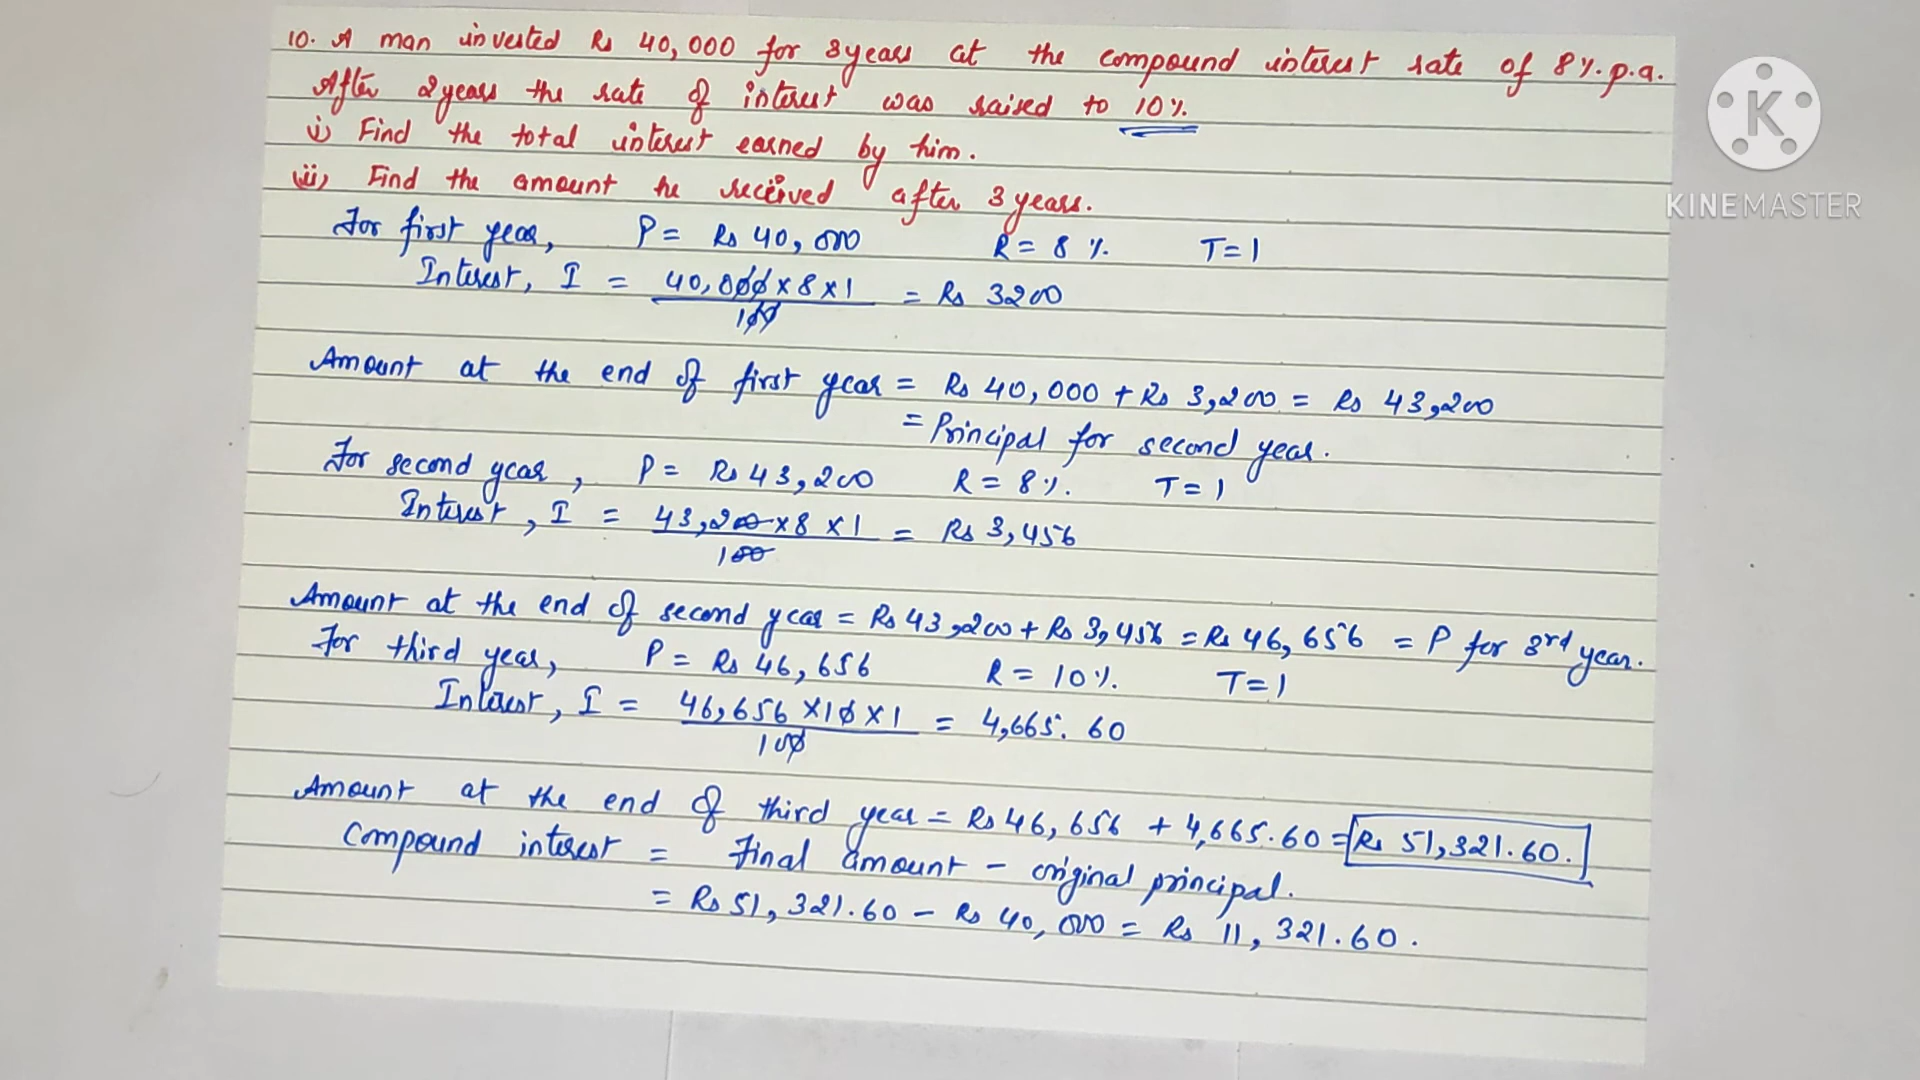 10. A man invested Rs 40,000 for 3years at the compound interest rate of 8%.p.a.
After 2years the rate of interest was raised to 10%.
i) Find the total interest earned by him.
ii) Find the amount he received after 3 years.
For first year, P = Rs 40,000 R = 8 % T=1
Interest, I = 40,000 x 8 x 1 / 100 = Rs 3200
Amount at the end of first year = Rs 40,000 + Rs 3,200 = Rs 43,200
= Principal for second year.
For second year, P = Rs 43,200 R = 8%. T=1
Interest, I = 43,200 x 8 x 1 / 100 = Rs 3,456
Amount at the end of second year = Rs 43,200 + Rs 3,456 = Rs 46,656 = P for 3rd year.
For third year, P = Rs 46,656 R = 10%. T=1
Interest, I = 46,656 x 10 x 1 / 100 = 4,665.60
Amount at the end of third year = Rs 46,656 + 4,665.60 = Rs 51,321.60.
Compound interest = Final amount - original principal.
= Rs 51,321.60 - Rs 40,000 = Rs 11,321.60.
K
KINEMASTER